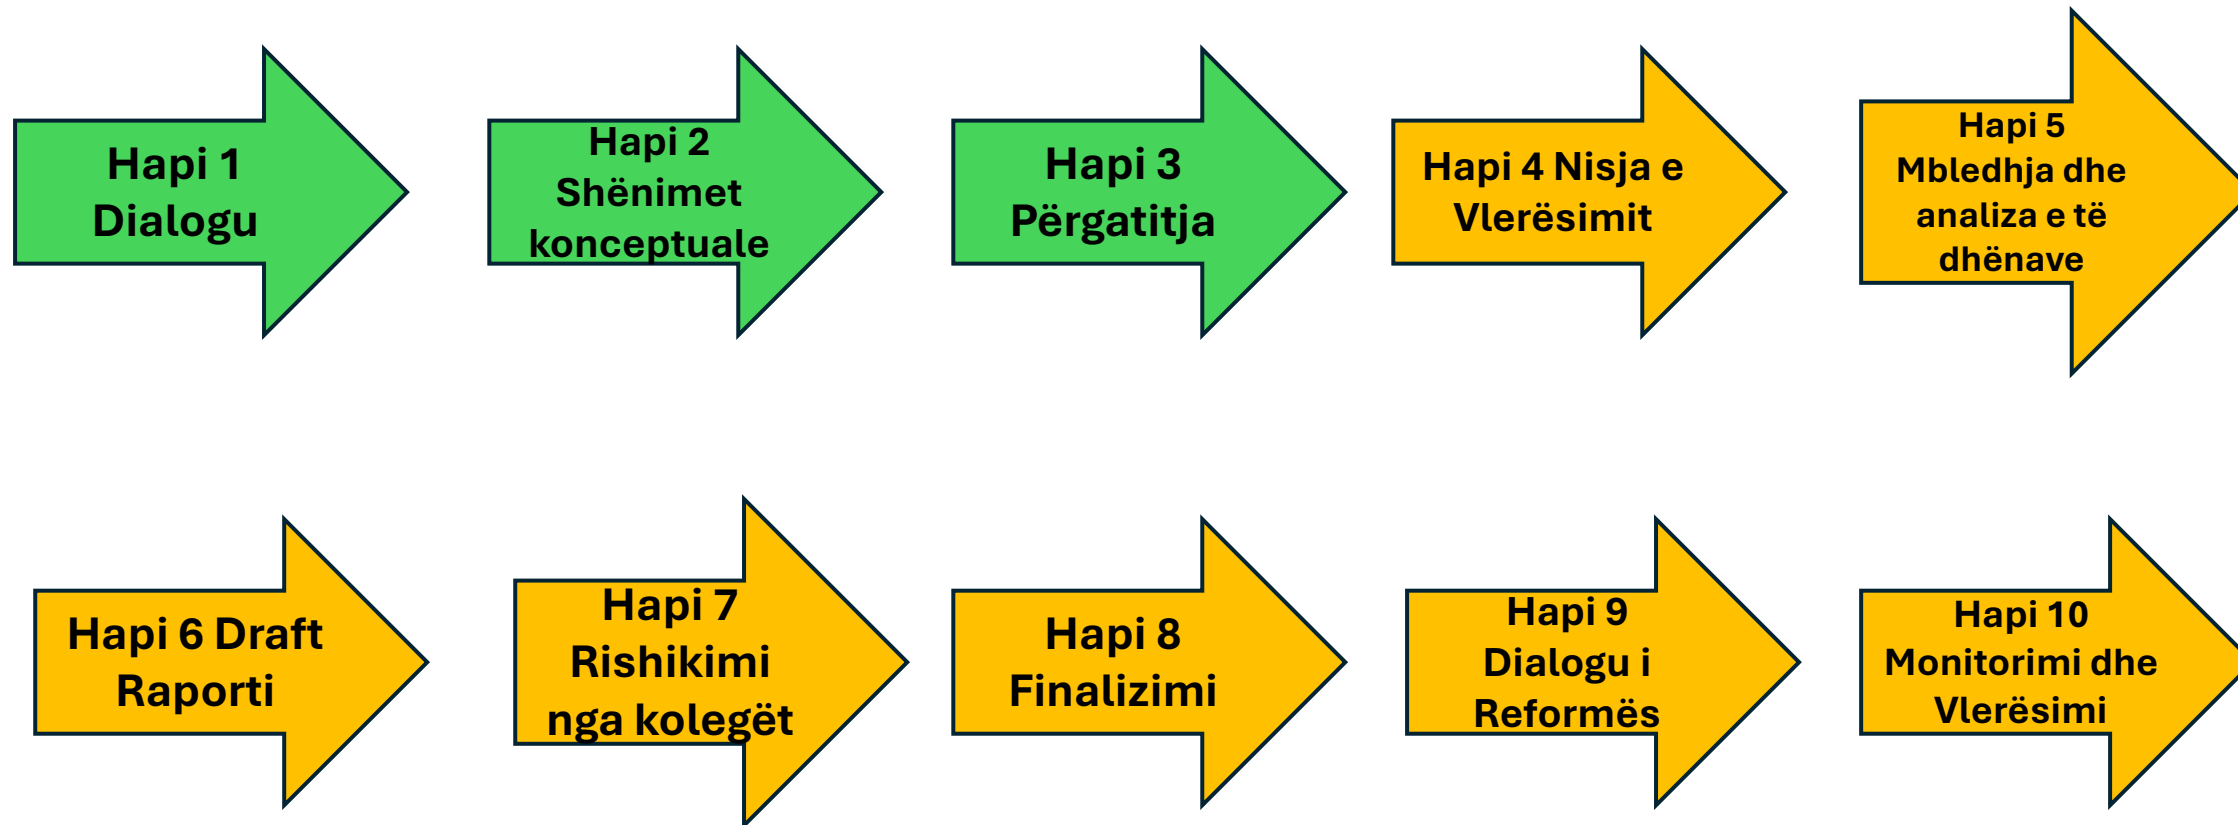 Hapi 1
Dialogu
Hapi 2
Shënimet
konceptuale
Hapi 3
Përgatitja
Hapi 4 Nisja e
Vlerësimit
Hapi 5
Mbledhja dhe
analiza e të
dhënave
Hapi 6 Draft
Raporti
Hapi 7
Rishikimi
nga kolegët
Hapi 8
Finalizimi
Hapi 9
Dialogu i
Reformës
Hapi 10
Monitorimi dhe
Vlerësimi